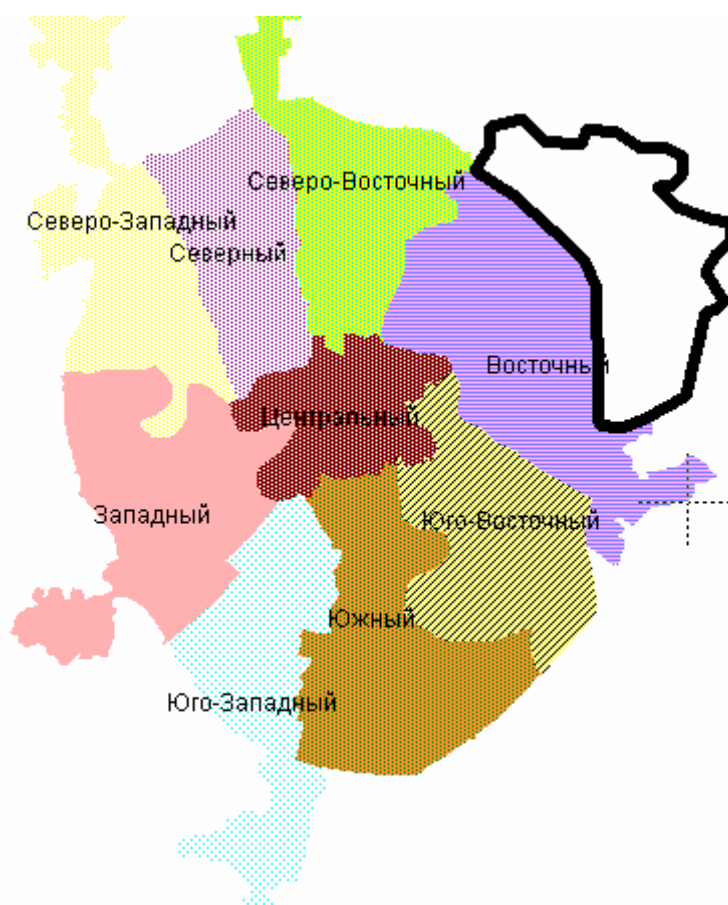 Северо-Восточный
Северо-Западный
Северный
Восточный
Центральный
Западный
Юго-Восточный
Южный
Юго-Западный